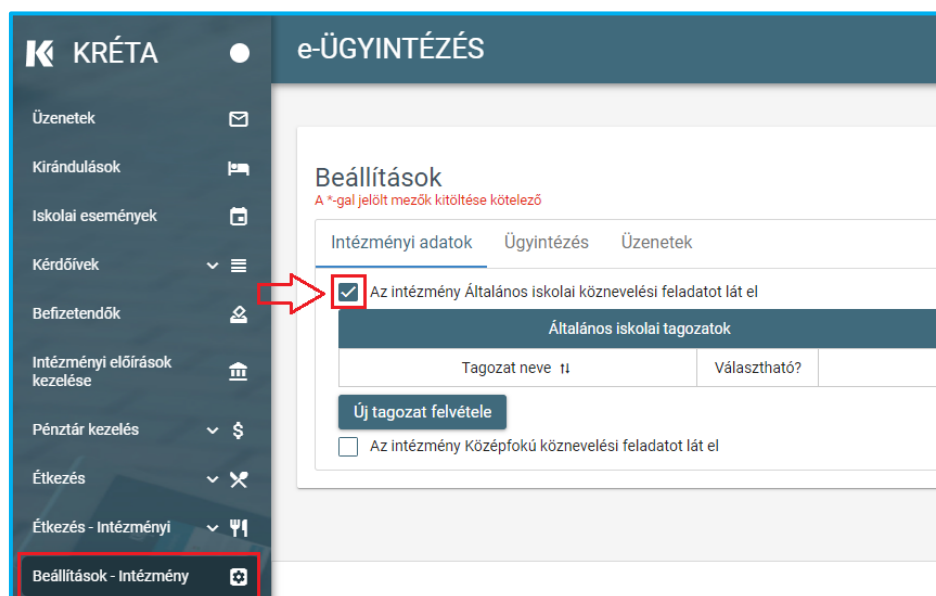 KRÉTA
Üzenetek
Kirándulások
Iskolai események
Kérdőívek
Befizetendők
Intézményi előírások
kezelése
Pénztár kezelés
Étkezés
Étkezés - Intézményi
Beállítások - Intézmény
e-ÜGYINTÉZÉS
Beállítások
A *-gal jelölt mezők kitöltése kötelező
Intézményi adatok Ügyintézés Üzenetek
Az intézmény Általános iskolai köznevelési feladatot lát el
Általános iskolai tagozatok
Tagozat neve Választható?
Új tagozat felvétele
Az intézmény Középfokú köznevelési feladatot lát el